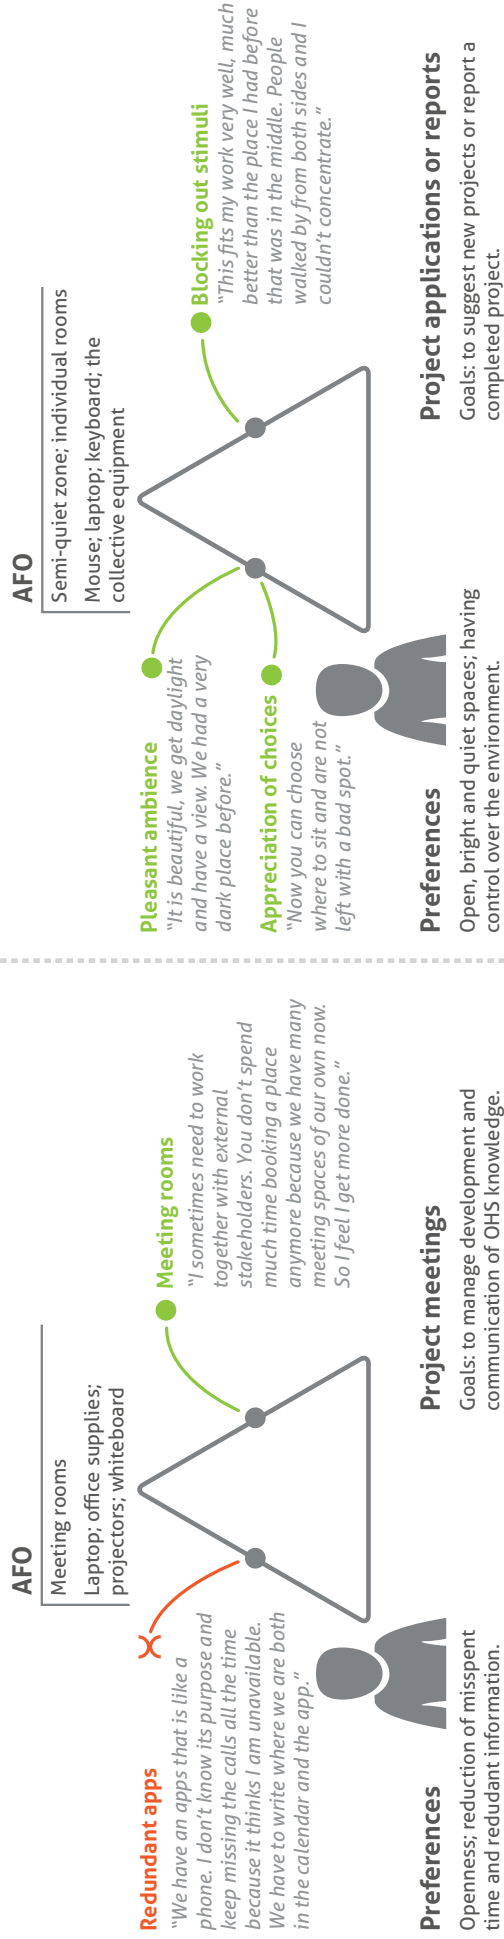 AFO
Meeting rooms
Laptop; office supplies;
projectors; whiteboard
Redundant apps
“We have an apps that is like a
phone. I don’t know its purpose and
keep missing the calls all the time
because it thinks I am unavailable.
We have to write where we are both
in the calendar and the app.”
Meeting rooms
“I sometimes need to work
together with external
stakeholders. You don’t spend
much time booking a place
anymore because we have many
meeting spaces of our own now.
So I feel I get more done.”
Preferences
Openness; reduction of misspent
time and redudant information.
Project meetings
Goals: to manage development and
communication of OHS knowledge.
AFO
Semi-quiet zone; individual rooms
Mouse; laptop; keyboard; the
collective equipment
Pleasant ambience
“It is beautiful, we get daylight
and have a view. We had a very
dark place before.”
Appreciation of choices
“Now you can choose
where to sit and are not
left with a bad spot.”
Blocking out stimuli
“This fits my work very well, much
better than the place I had before
that was in the middle. People
walked by from both sides and I
couldn’t concentrate.”
Preferences
Open, bright and quiet spaces; having
control over the environment.
Project applications or reports
Goals: to suggest new projects or report a
completed project.